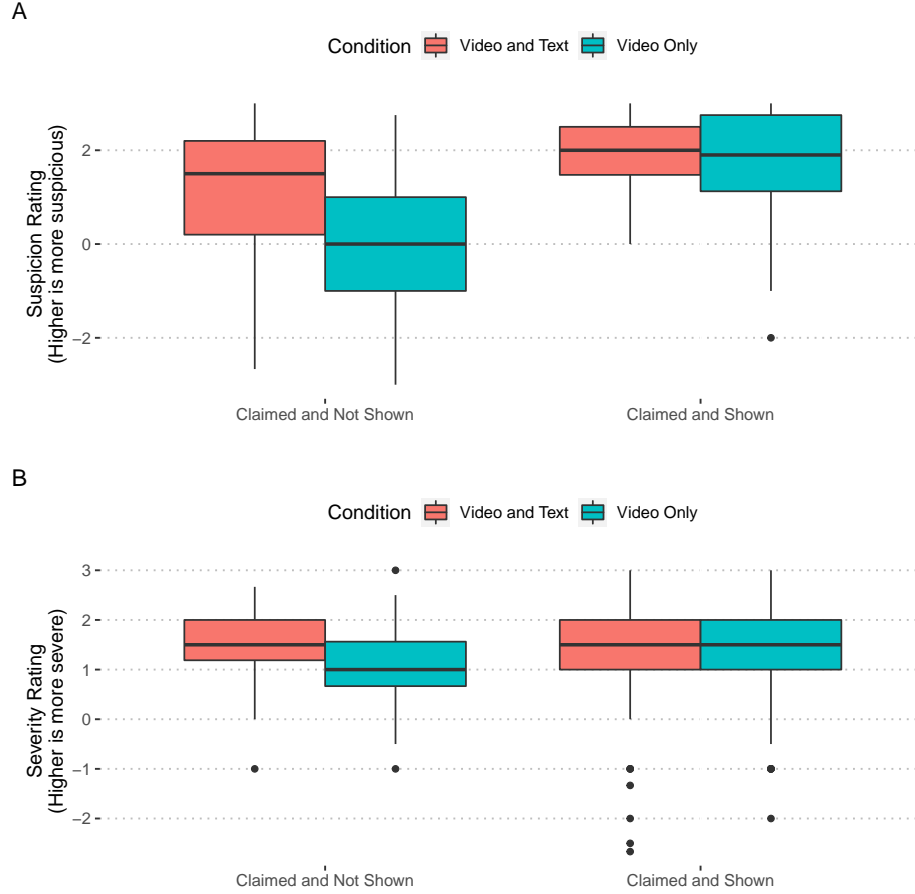 A
Condition Video and Text Video Only
Suspicion Rating
(Higher is more suspicious)
2
0
−2
Claimed and Not Shown Claimed and Shown
B
Condition Video and Text Video Only
Severity Rating
(Higher is more severe)
3
2
1
0
−1
−2
Claimed and Not Shown Claimed and Shown